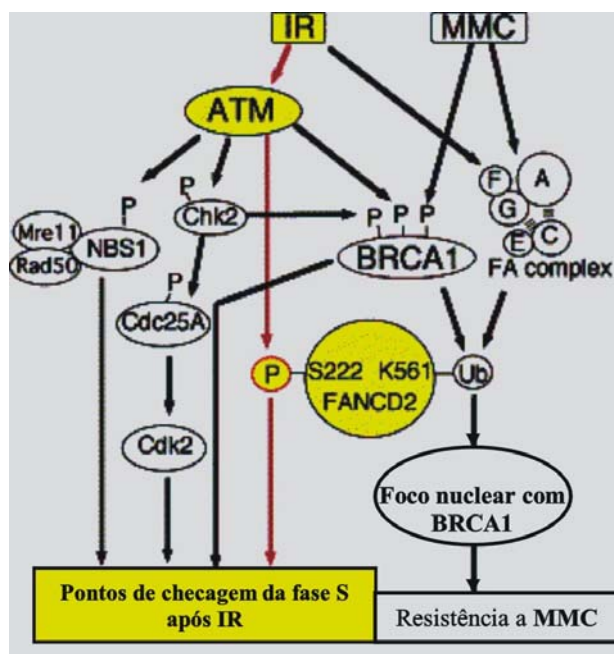 IR
MMC
ATM
P
Chk2
P
P P P
F
A
G
E
C
Mre11
Rad50
NBS1
BRCA1
FA complex
P
Cdc25A
P
S222 K561
Ub
FANCD2
Cdk2
Foco nuclear com
BRCA1
Pontos de checagem da fase S
após IR
Resistência a MMC